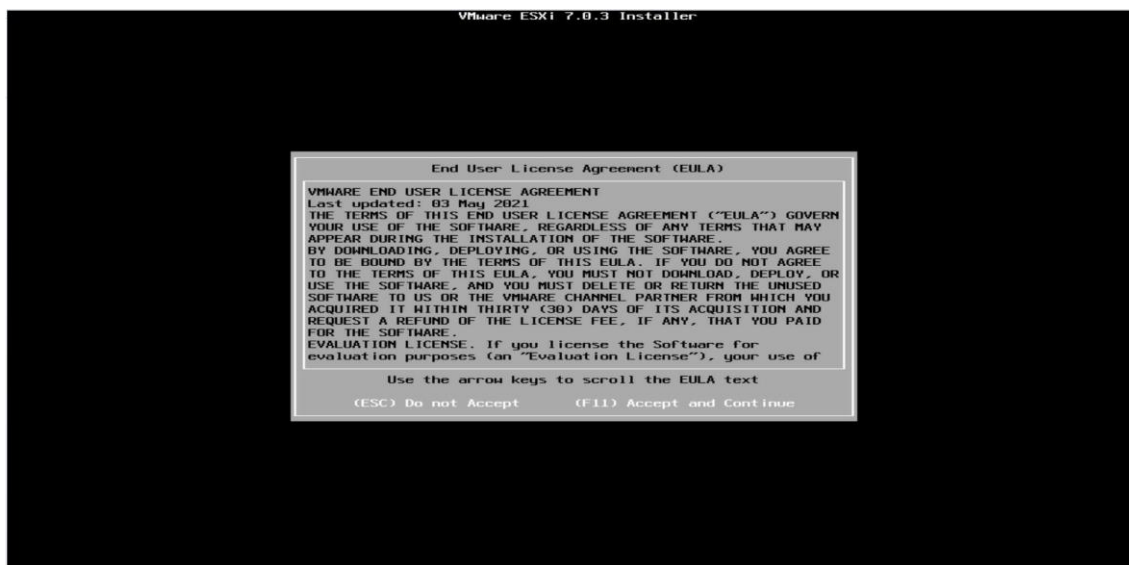 VMware ESXi 7.0.3 Installer
End User License Agreement (EULA)
VMWARE END USER LICENSE AGREEMENT
Last updated: 03 May 2021
THE TERMS OF THIS END USER LICENSE AGREEMENT ("EULA") GOVERN
YOUR USE OF THE SOFTWARE, REGARDLESS OF ANY TERMS THAT MAY
APPEAR DURING THE INSTALLATION OF THE SOFTWARE.
BY DOWNLOADING, DEPLOYING, OR USING THE SOFTWARE, YOU AGREE
TO BE BOUND BY THE TERMS OF THIS EULA. IF YOU DO NOT AGREE
TO THE TERMS OF THIS EULA, YOU MUST NOT DOWNLOAD, DEPLOY, OR
USE THE SOFTWARE, AND YOU MUST DELETE OR RETURN THE UNUSED
SOFTWARE TO US OR THE VMWARE CHANNEL PARTNER FROM WHICH YOU
ACQUIRED IT WITHIN THIRTY (30) DAYS OF ITS ACQUISITION AND
REQUEST A REFUND OF THE LICENSE FEE, IF ANY, THAT YOU PAID
FOR THE SOFTWARE.
EVALUATION LICENSE. If you license the Software for
evaluation purposes (an "Evaluation License"), your use of
Use the arrow keys to scroll the EULA text
(ESC) Do not Accept (F11) Accept and Continue